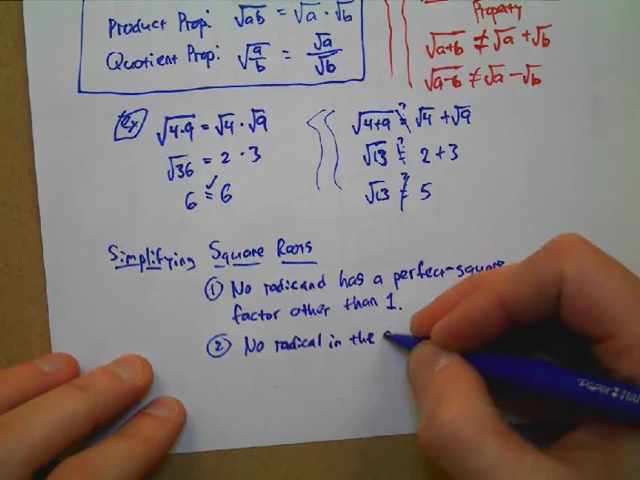 Product Prop: √ab = √a · √b
Quotient Prop: √a/b = √a/√b
Property
√a+b ≠ √a + √b
√a-b ≠ √a - √b
Ex
√4·9 = √4 · √9
√36 = 2 · 3
6 = 6
√4+9 ≠ √4 + √9
√13 ≠ 2 + 3
√13 ≠ 5
Simplifying Square Roots
① No radicand has a perfect-square
factor other than 1.
② No radical in the